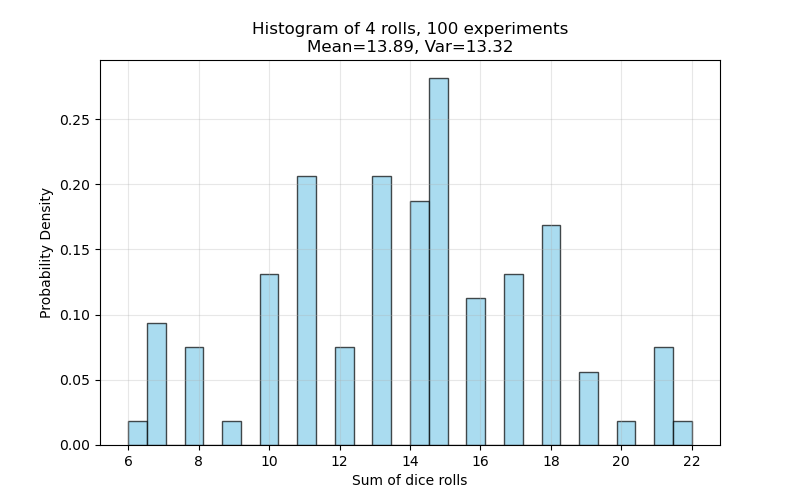 Histogram of 4 rolls, 100 experiments
Mean=13.89, Var=13.32
Probability Density
0.25
0.20
0.15
0.10
0.05
0.00
6 8 10 12 14 16 18 20 22
Sum of dice rolls